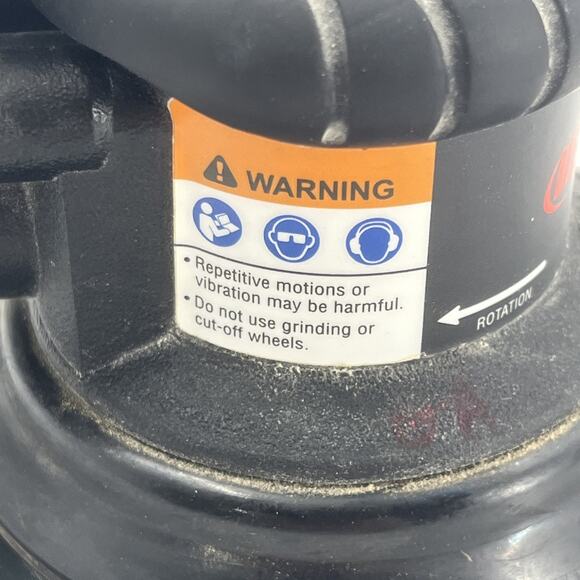 WARNING
• Repetitive motions or
vibration may be harmful.
• Do not use grinding or
cut-off wheels.
ROTATION